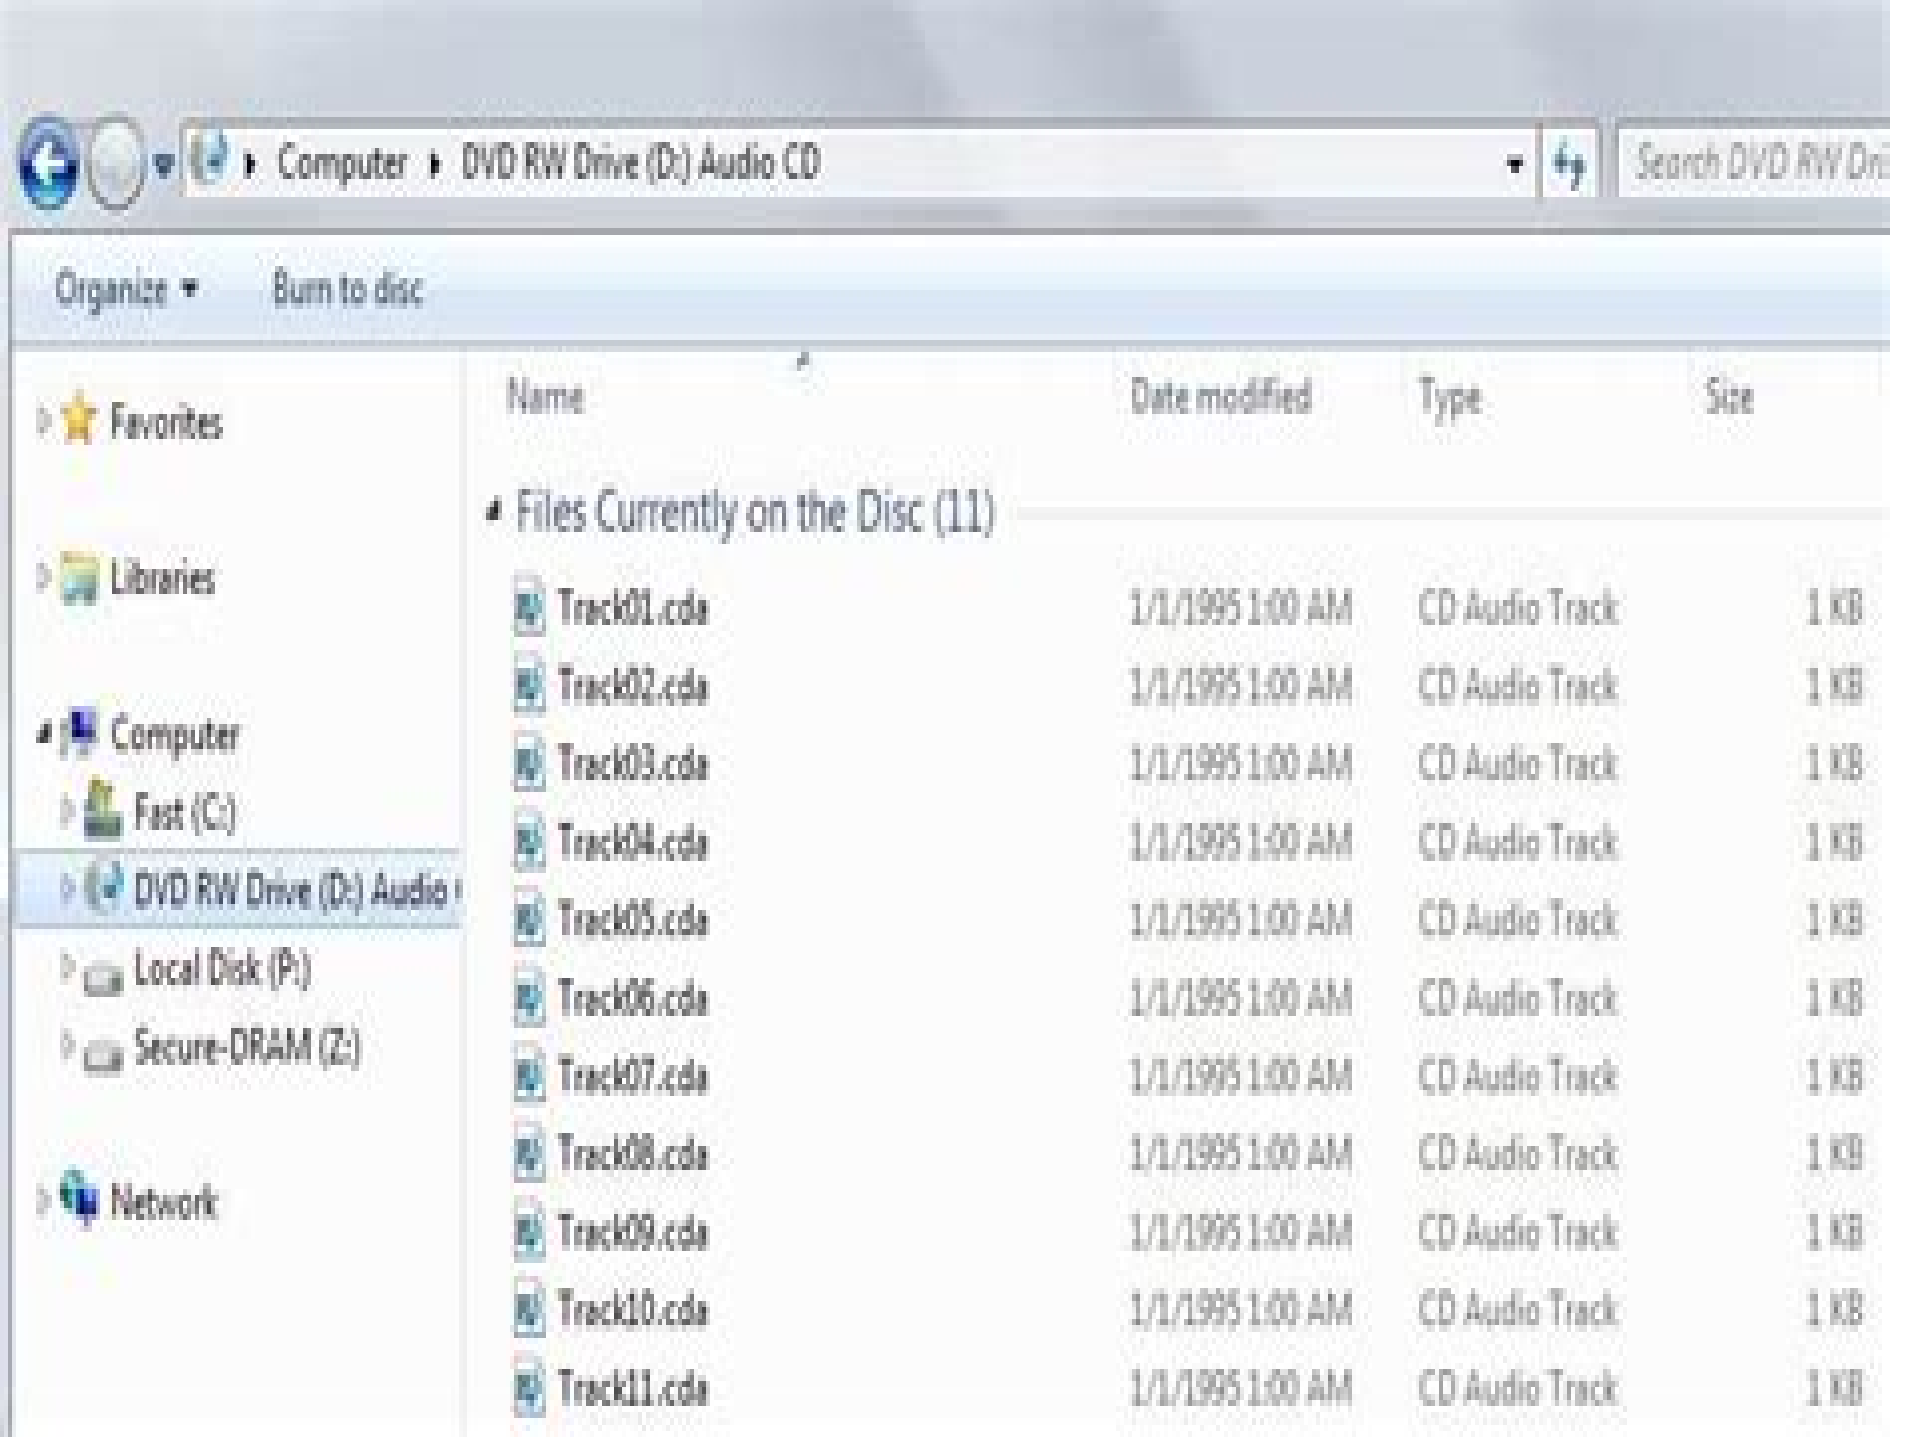 Computer DVD RW Drive (D:) Audio CD Search DVD RW Dri
Organize Burn to disc
Name Date modified Type Size
Favorites
Libraries
Computer
Fast (C:)
DVD RW Drive (D:) Audio
Local Disk (P:)
Secure-DRAM (Z:)
Network
Files Currently on the Disc (11)
Track01.cda 1/1/1995 1:00 AM CD Audio Track 1 KB
Track02.cda 1/1/1995 1:00 AM CD Audio Track 1 KB
Track03.cda 1/1/1995 1:00 AM CD Audio Track 1 KB
Track04.cda 1/1/1995 1:00 AM CD Audio Track 1 KB
Track05.cda 1/1/1995 1:00 AM CD Audio Track 1 KB
Track06.cda 1/1/1995 1:00 AM CD Audio Track 1 KB
Track07.cda 1/1/1995 1:00 AM CD Audio Track 1 KB
Track08.cda 1/1/1995 1:00 AM CD Audio Track 1 KB
Track09.cda 1/1/1995 1:00 AM CD Audio Track 1 KB
Track10.cda 1/1/1995 1:00 AM CD Audio Track 1 KB
Track11.cda 1/1/1995 1:00 AM CD Audio Track 1 KB